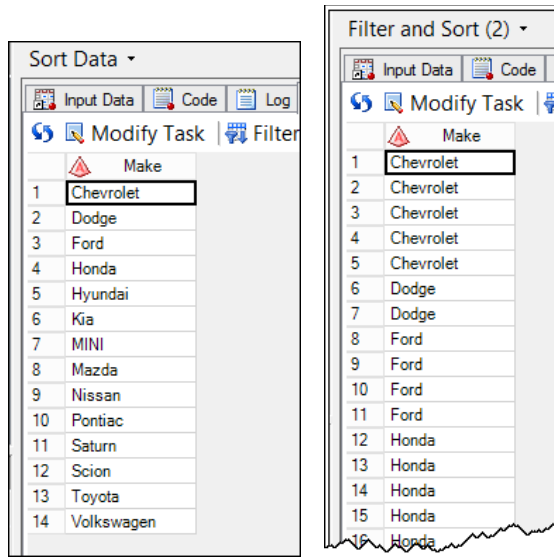 Sort Data
Input Data Code Log
Modify Task Filter
Make
1 Chevrolet
2 Dodge
3 Ford
4 Honda
5 Hyundai
6 Kia
7 MINI
8 Mazda
9 Nissan
10 Pontiac
11 Saturn
12 Scion
13 Toyota
14 Volkswagen
Filter and Sort (2)
Input Data Code
Modify Task
Make
1 Chevrolet
2 Chevrolet
3 Chevrolet
4 Chevrolet
5 Chevrolet
6 Dodge
7 Dodge
8 Ford
9 Ford
10 Ford
11 Ford
12 Honda
13 Honda
14 Honda
15 Honda
16 Honda